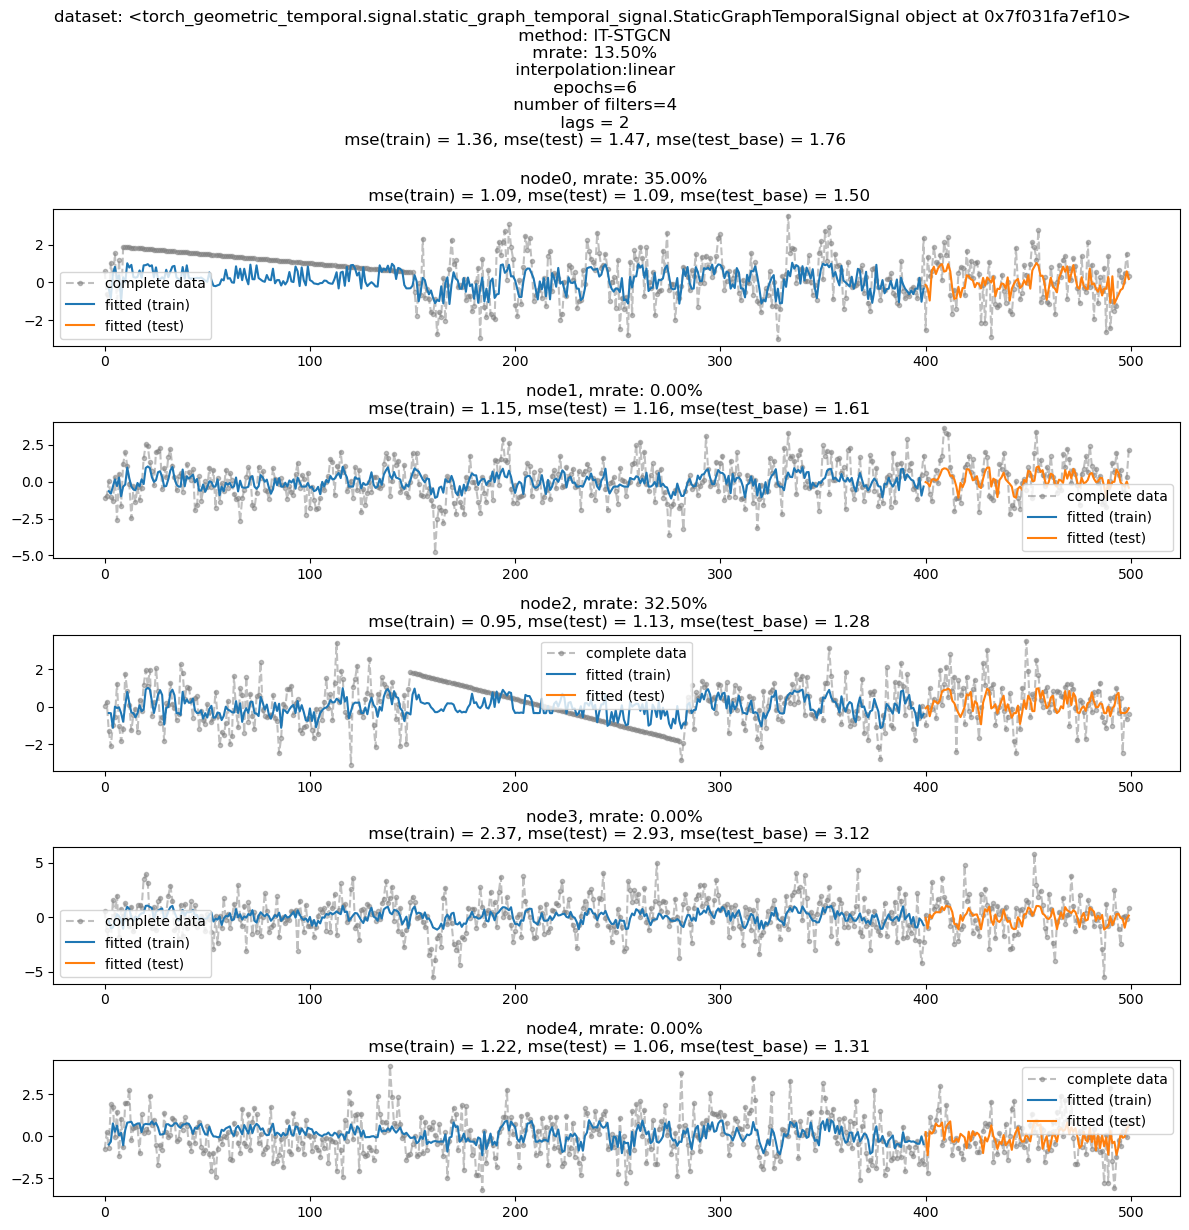 dataset: <torch_geometric_temporal.signal.static_graph_temporal_signal.StaticGraphTemporalSignal object at 0x7f031fa7ef10>
method: IT-STGCN
mrate: 13.50%
interpolation:linear
epochs=6
number of filters=4
lags = 2
mse(train) = 1.36, mse(test) = 1.47, mse(test_base) = 1.76
node0, mrate: 35.00%
mse(train) = 1.09, mse(test) = 1.09, mse(test_base) = 1.50
2
0
−2
complete data
fitted (train)
fitted (test)
0 100 200 300 400 500
node1, mrate: 0.00%
mse(train) = 1.15, mse(test) = 1.16, mse(test_base) = 1.61
2.5
0.0
−2.5
−5.0
complete data
fitted (train)
fitted (test)
0 100 200 300 400 500
node2, mrate: 32.50%
mse(train) = 0.95, mse(test) = 1.13, mse(test_base) = 1.28
2
0
−2
complete data
fitted (train)
fitted (test)
0 100 200 300 400 500
node3, mrate: 0.00%
mse(train) = 2.37, mse(test) = 2.93, mse(test_base) = 3.12
5
0
−5
complete data
fitted (train)
fitted (test)
0 100 200 300 400 500
node4, mrate: 0.00%
mse(train) = 1.22, mse(test) = 1.06, mse(test_base) = 1.31
2.5
0.0
−2.5
complete data
fitted (train)
fitted (test)
0 100 200 300 400 500